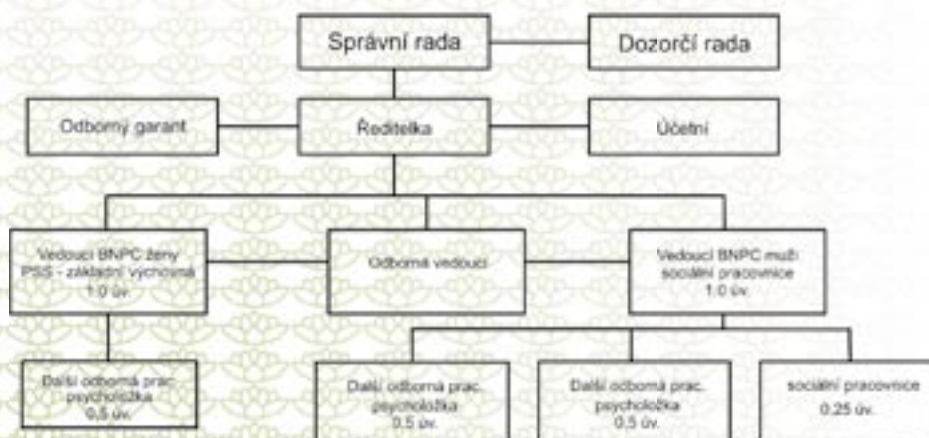 Správní rada
Dozorčí rada
Odborný garant
Ředitelka
Účetní
Vedoucí BNPC ženy
PSS - základní výchovná
1.0 úv.
Odborná vedoucí
Vedoucí BNPC muži
sociální pracovnice
1.0 úv.
Další odborná prac.
psycholožka
0,5 úv.
Další odborná prac.
psycholožka
0.5 úv.
Další odborná prac.
psycholožka
0.5 úv.
sociální pracovnice
0.25 úv.